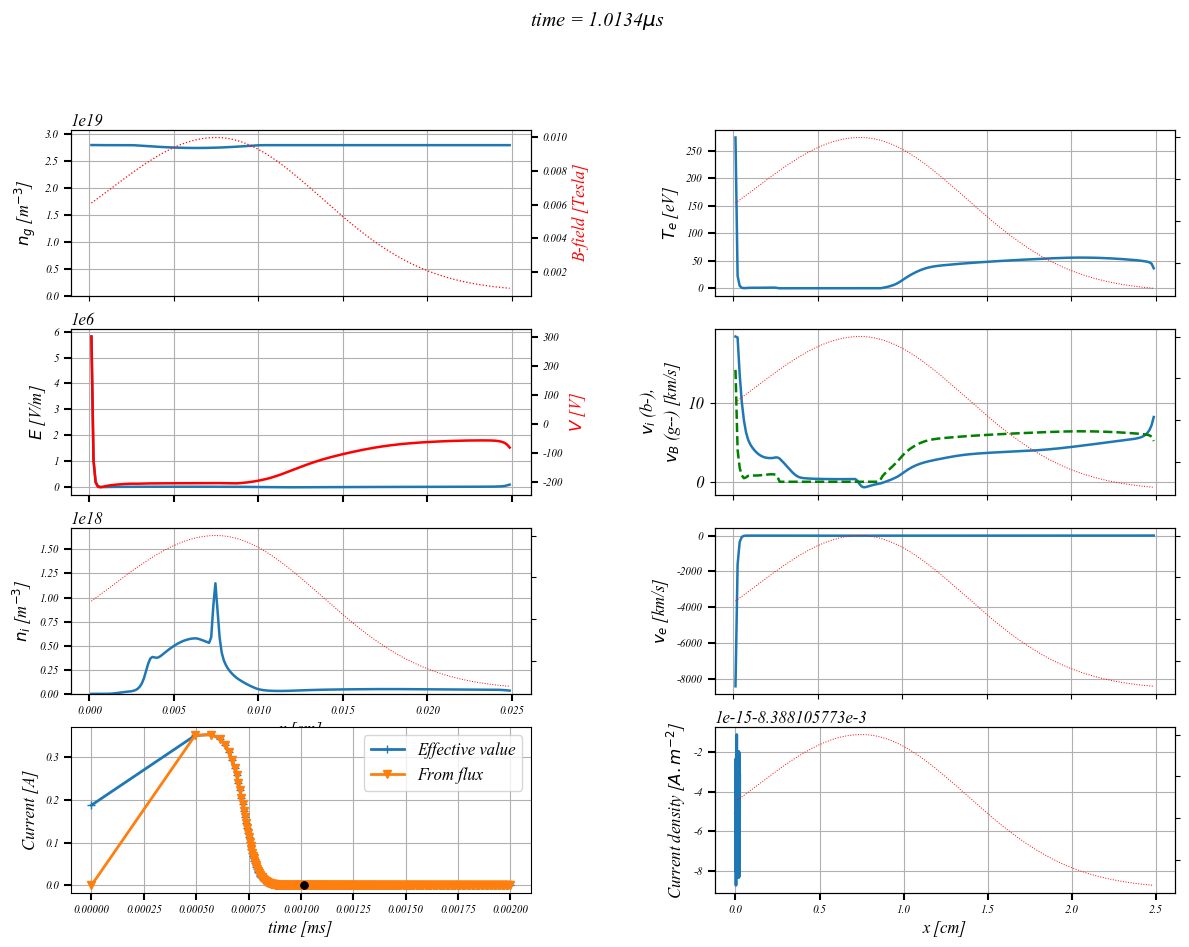 time = 1.0134μs
1e19
n_g [m⁻³]
3.0
2.5
2.0
1.5
1.0
0.5
0.0
0.010
0.008
0.006
0.004
0.002
B-field [Tesla]
T_e [eV]
250
200
150
100
50
0
1e6
E [V/m]
6
5
4
3
2
1
0
300
200
100
0
-100
-200
V [V]
v_i (b-),
v_B (g--) [km/s]
10
0
1e18
n_i [m⁻³]
1.50
1.25
1.00
0.75
0.50
0.25
0.00
0.000 0.005 0.010 0.015 0.020 0.025
v_e [km/s]
0
-2000
-4000
-6000
-8000
Current [A]
0.3
0.2
0.1
0.0
Effective value
From flux
0.00000 0.00025 0.00050 0.00075 0.00100 0.00125 0.00150 0.00175 0.00200
time [ms]
1e-15-8.388105773e-3
Current density [A.m⁻²]
-2
-4
-6
-8
0.0 0.5 1.0 1.5 2.0 2.5
x [cm]